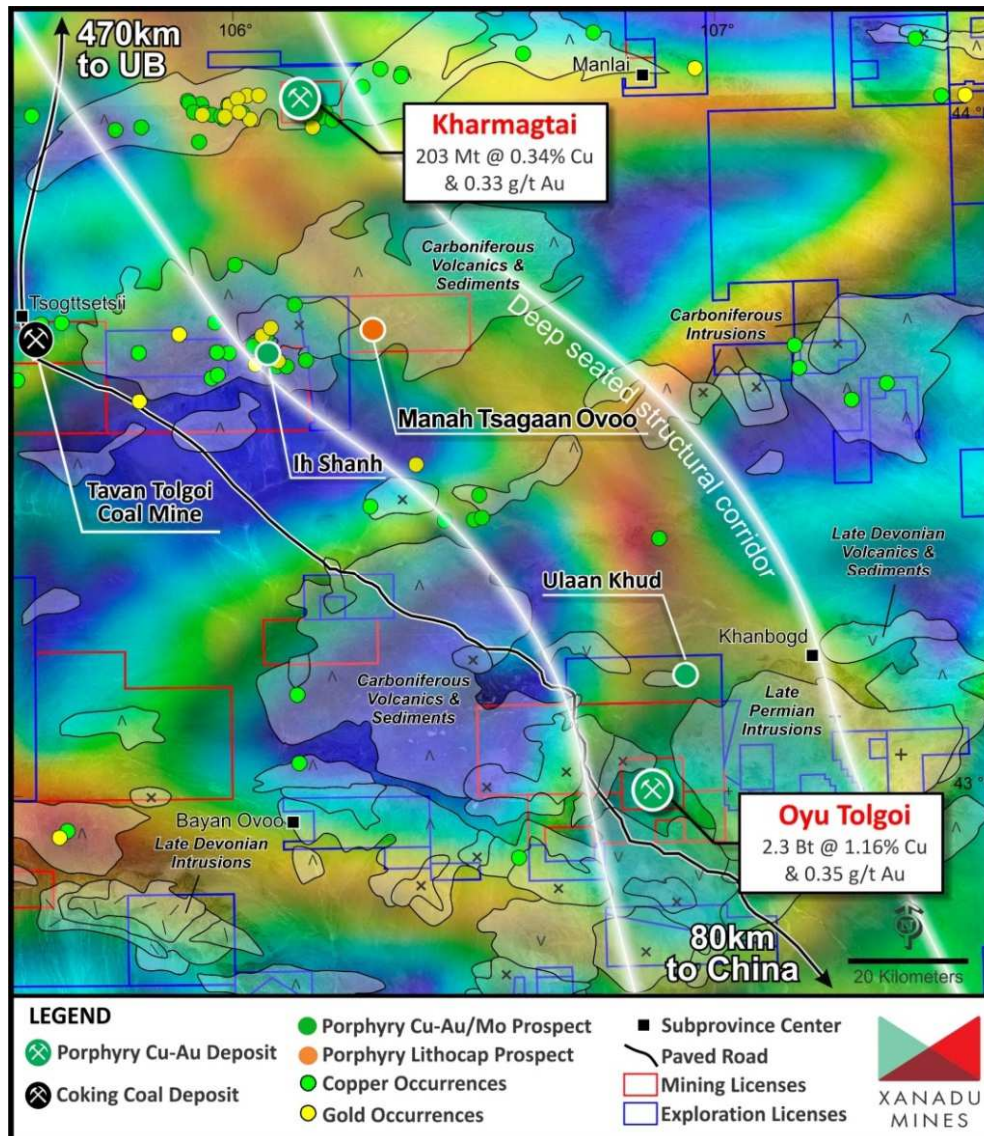 106°
107°
470km
to UB
Manlai
44 °
Kharmagtai
203 Mt @ 0.34% Cu
& 0.33 g/t Au
Carboniferous
Volcanics &
Sediments
Tsogttsetsii
Carboniferous
Intrusions
Deep seated structural corridor
Manah Tsagaan Ovoo
Ih Shanh
Tavan Tolgoi
Coal Mine
Late Devonian
Volcanics &
Sediments
Ulaan Khud
Khanbogd
Carboniferous
Volcanics &
Sediments
Late
Permian
Intrusions
43 °
Bayan Ovoo
Late Devonian
Intrusions
Oyu Tolgoi
2.3 Bt @ 1.16% Cu
& 0.35 g/t Au
N
80km
to China
20 Kilometers
LEGEND
Porphyry Cu-Au Deposit
Coking Coal Deposit
Porphyry Cu-Au/Mo Prospect
Porphyry Lithocap Prospect
Copper Occurrences
Gold Occurrences
Subprovince Center
Paved Road
Mining Licenses
Exploration Licenses
XANADU
MINES